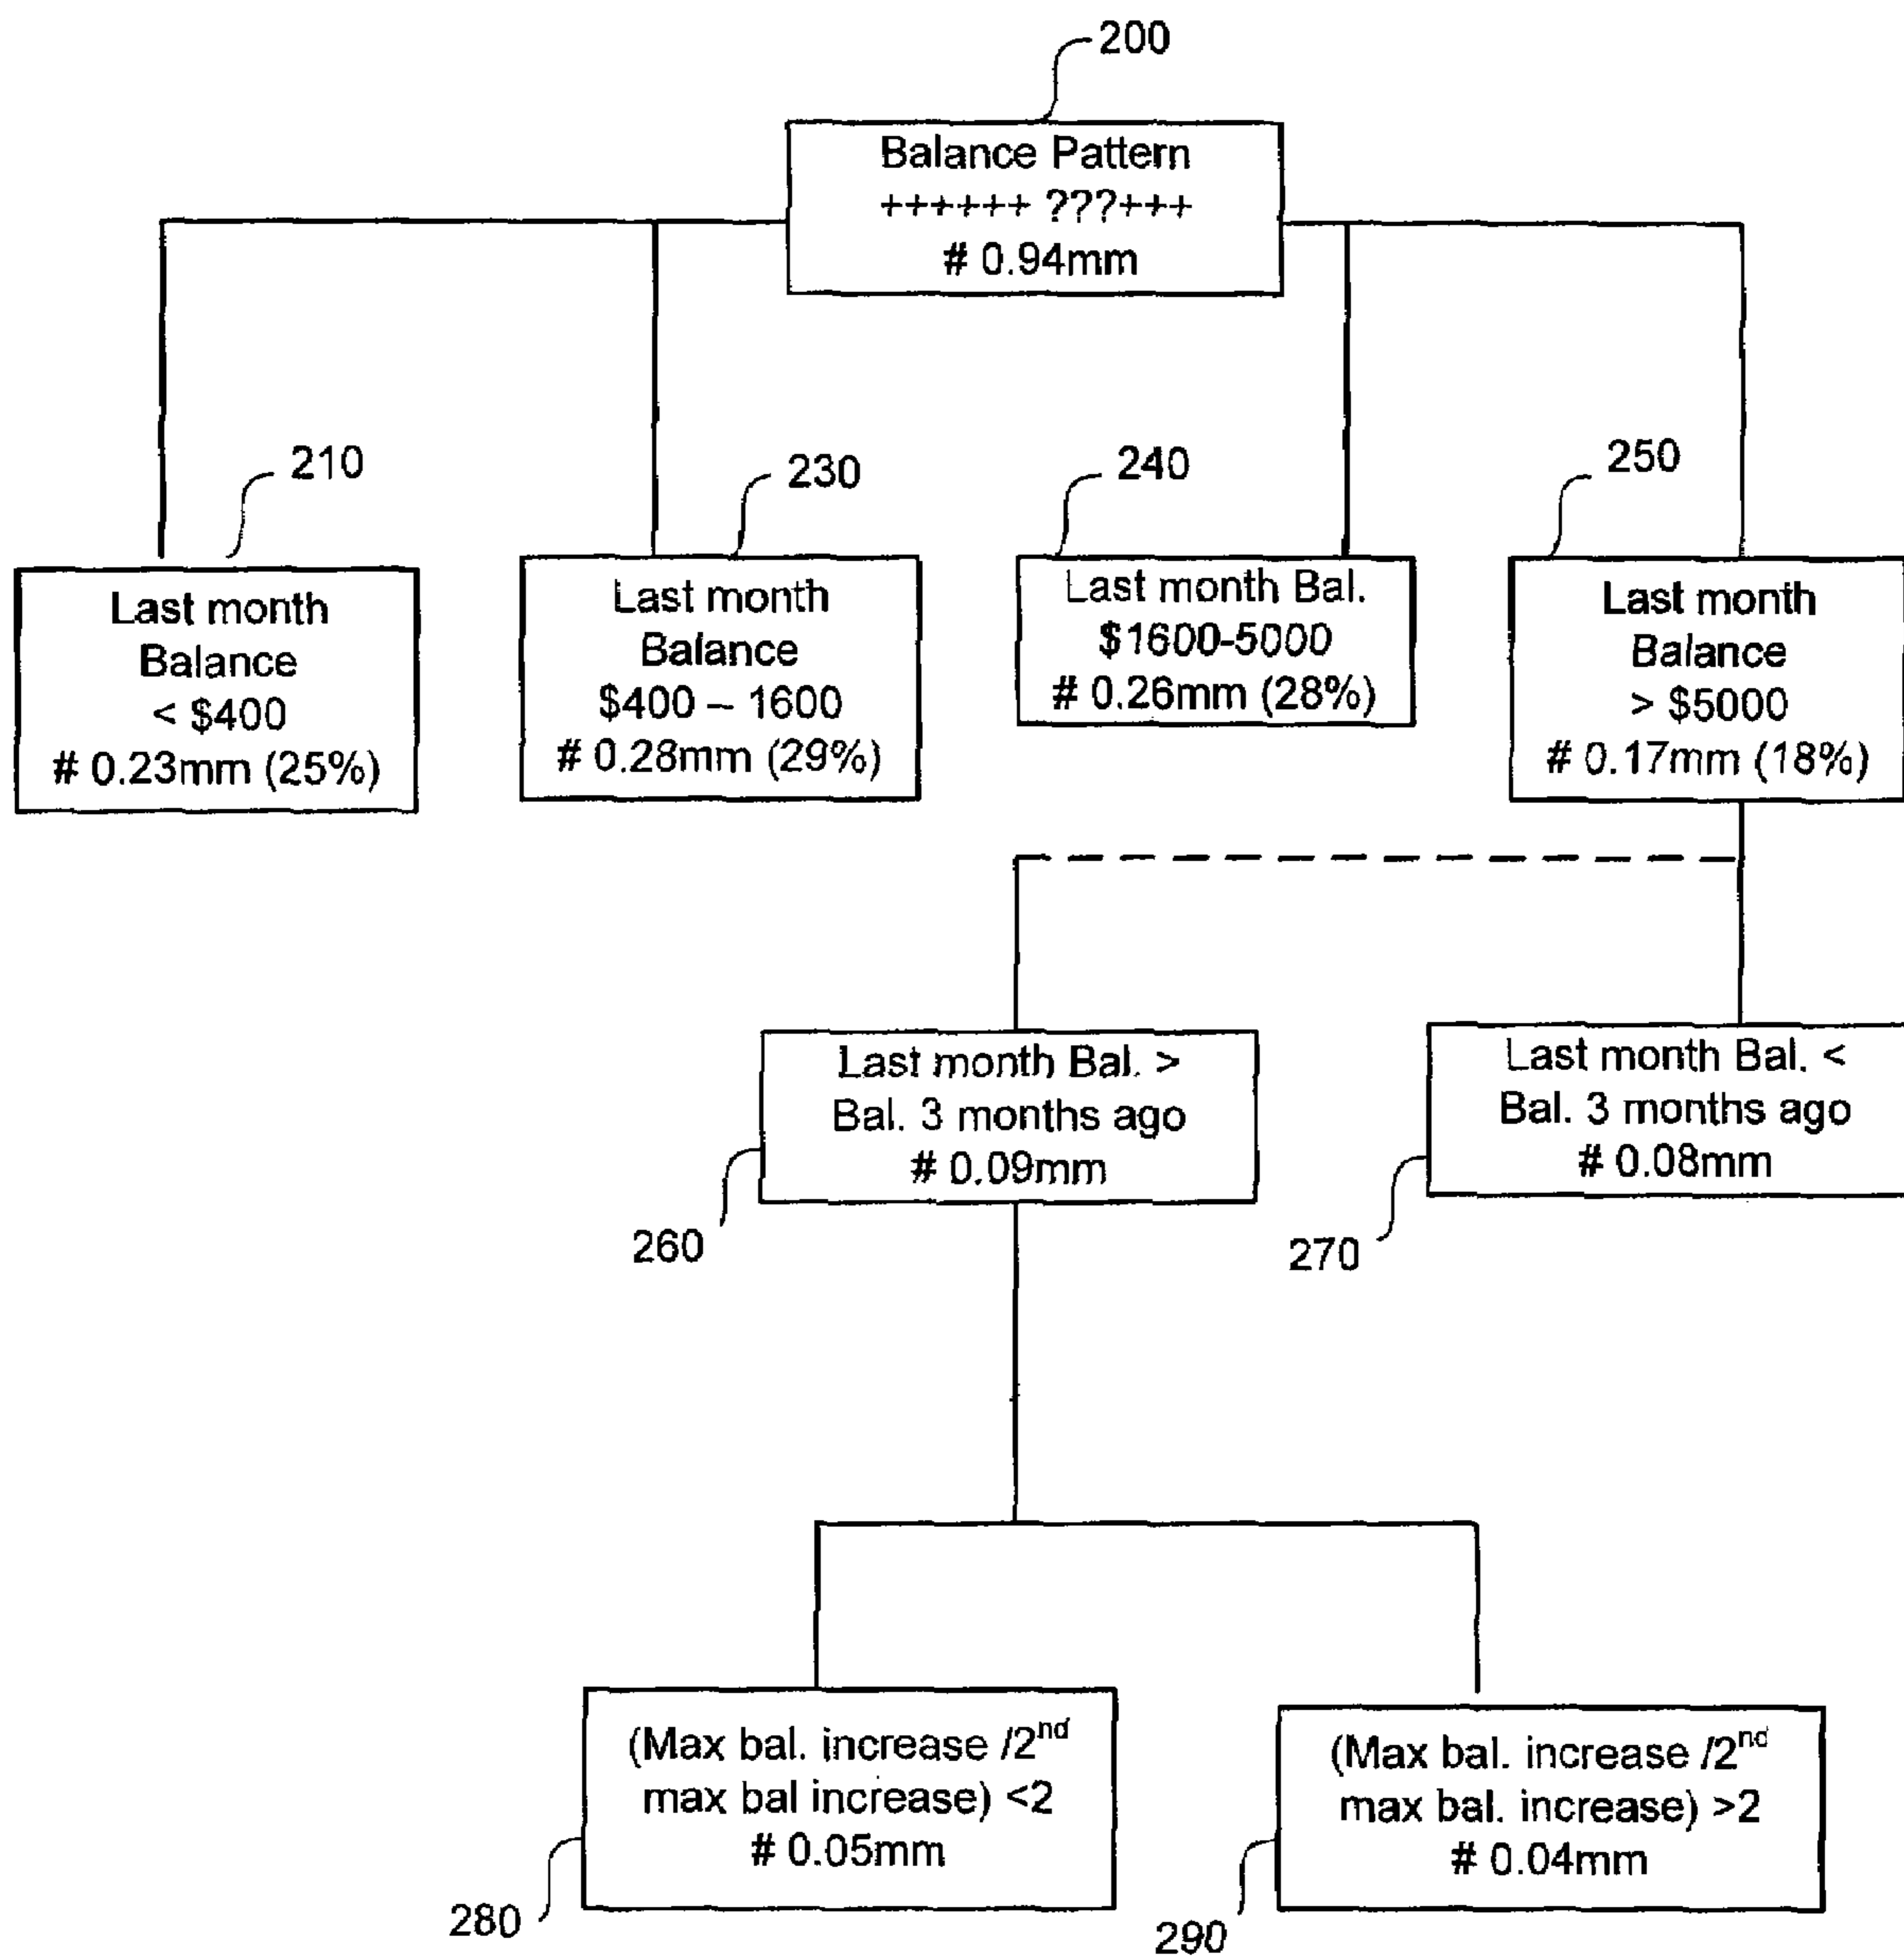 200
Balance Pattern
++++++ ???+++
# 0.94mm
210
230
240
250
Last month
Balance
< $400
# 0.23mm (25%)
Last month
Balance
$400 – 1600
# 0.28mm (29%)
Last month Bal.
$1600-5000
# 0.26mm (28%)
Last month
Balance
> $5000
# 0.17mm (18%)
Last month Bal. >
Bal. 3 months ago
# 0.09mm
260
Last month Bal. <
Bal. 3 months ago
# 0.08mm
270
(Max bal. increase /2nd
max bal increase) <2
# 0.05mm
280
(Max bal. increase /2nd
max bal. increase) >2
# 0.04mm
290